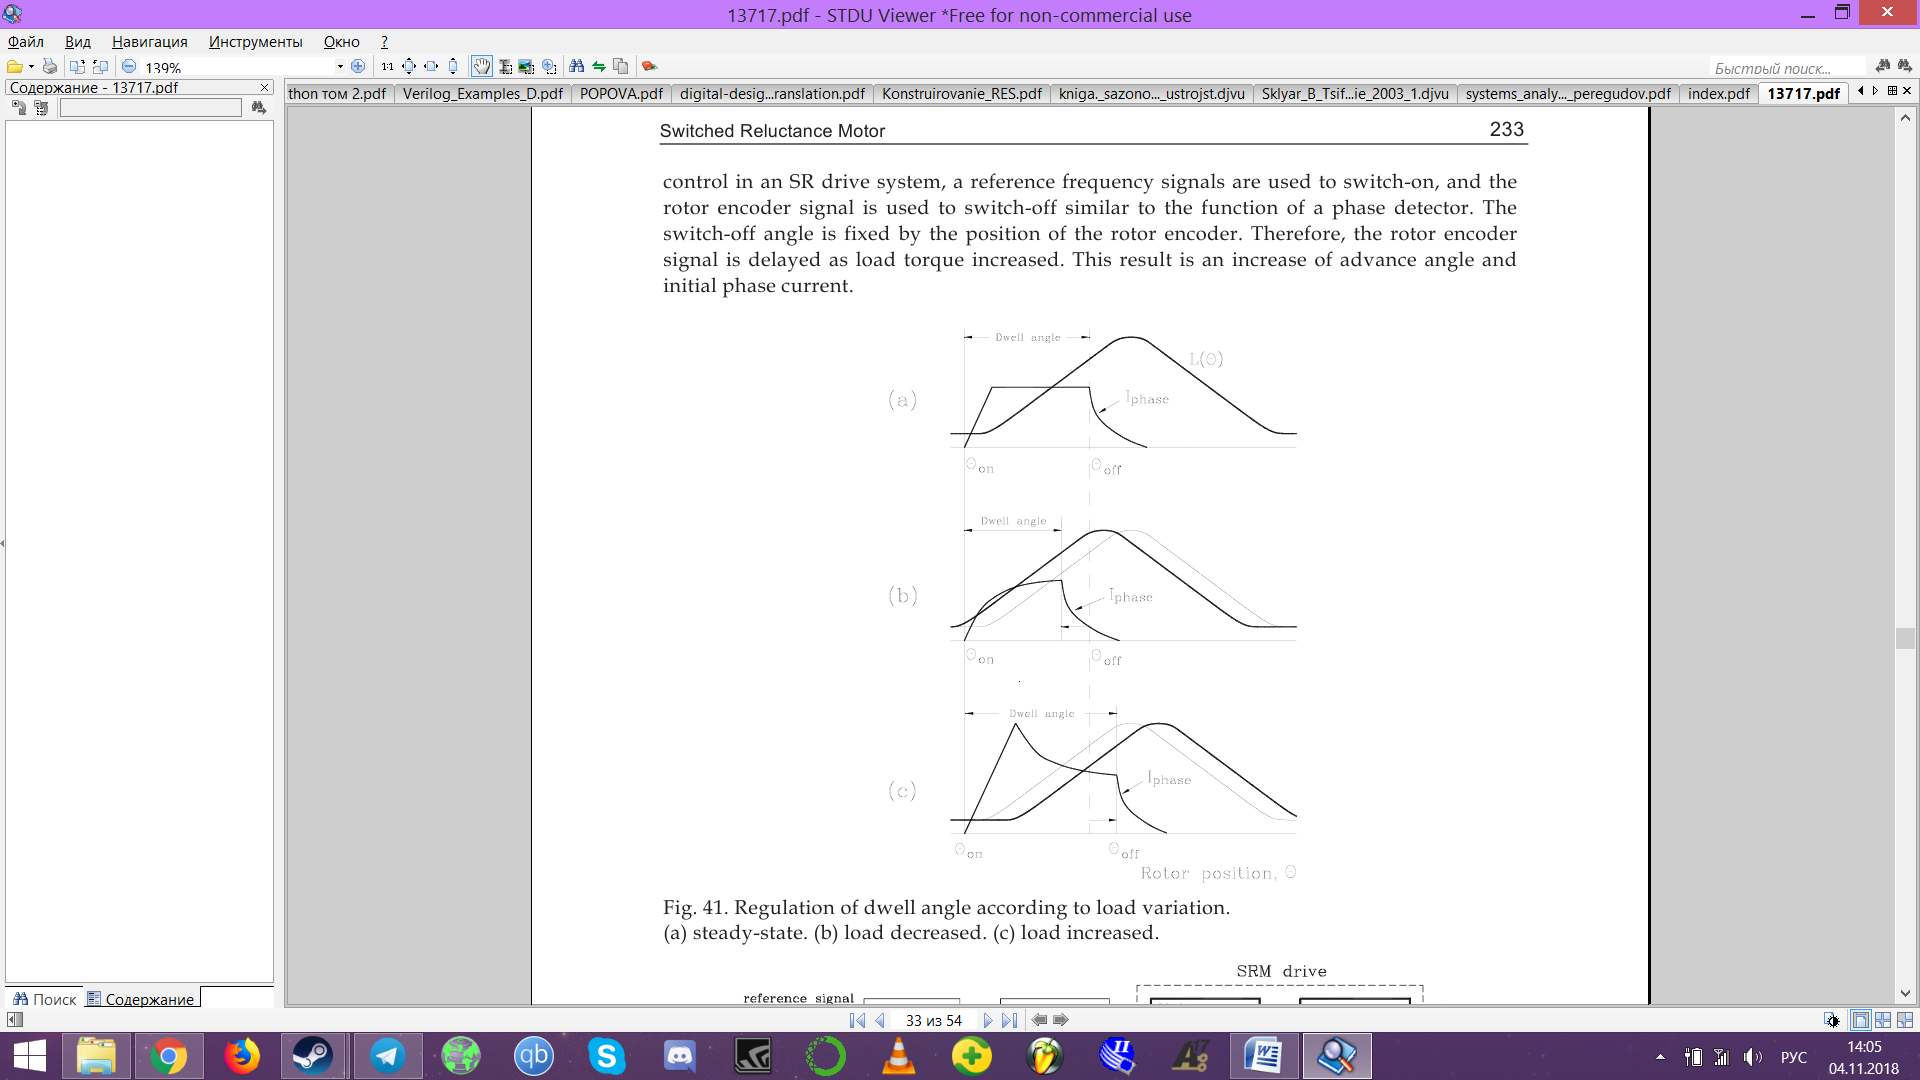 13717.pdf - STDU Viewer *Free for non-commercial use
Файл Вид Навигация Инструменты Окно ?
139%
1:1
Быстрый поиск...
Содержание - 13717.pdf
thon том 2.pdf Verilog_Examples_D.pdf POPOVA.pdf digital-desig...ranslation.pdf Konstruirovanie_RES.pdf kniga._sazono..._ustrojst.djvu Sklyar_B_Tsif...ie_2003_1.djvu systems_analy..._peregudov.pdf index.pdf 13717.pdf
Switched Reluctance Motor 233
control in an SR drive system, a reference frequency signals are used to switch-on, and the
rotor encoder signal is used to switch-off similar to the function of a phase detector. The
switch-off angle is fixed by the position of the rotor encoder. Therefore, the rotor encoder
signal is delayed as load torque increased. This result is an increase of advance angle and
initial phase current.
Dwell angle
L(Θ)
(a)
Iphase
Θon Θoff
Dwell angle
(b)
Iphase
Θon Θoff
Dwell angle
(c)
Iphase
Θon Θoff
Rotor position, Θ
Fig. 41. Regulation of dwell angle according to load variation.
(a) steady-state. (b) load decreased. (c) load increased.
SRM drive
reference signal
Поиск Содержание
33 из 54
qb
S
W
A 17
РУС
14:05
04.11.2018